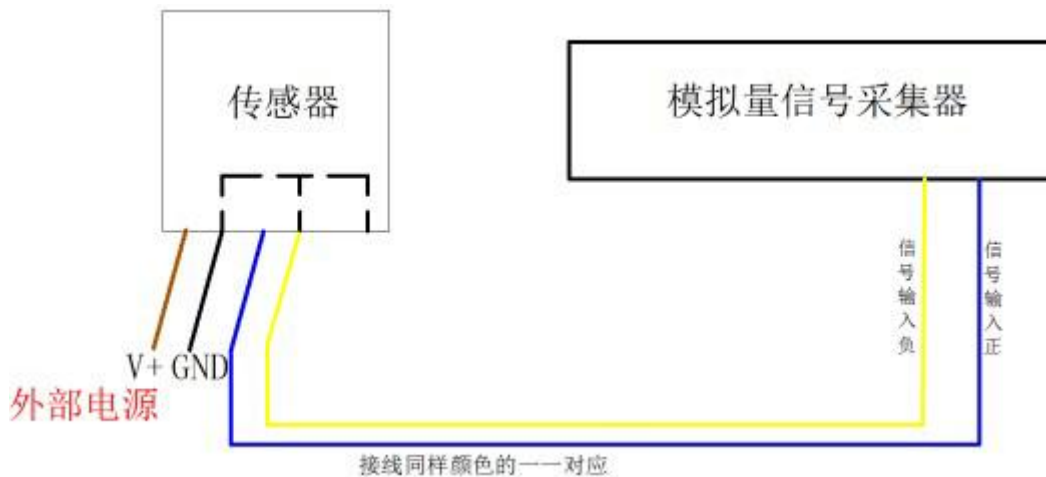 传感器
模拟量信号采集器
信号输入负
信号输入正
V+ GND
外部电源
接线同样颜色的一一对应